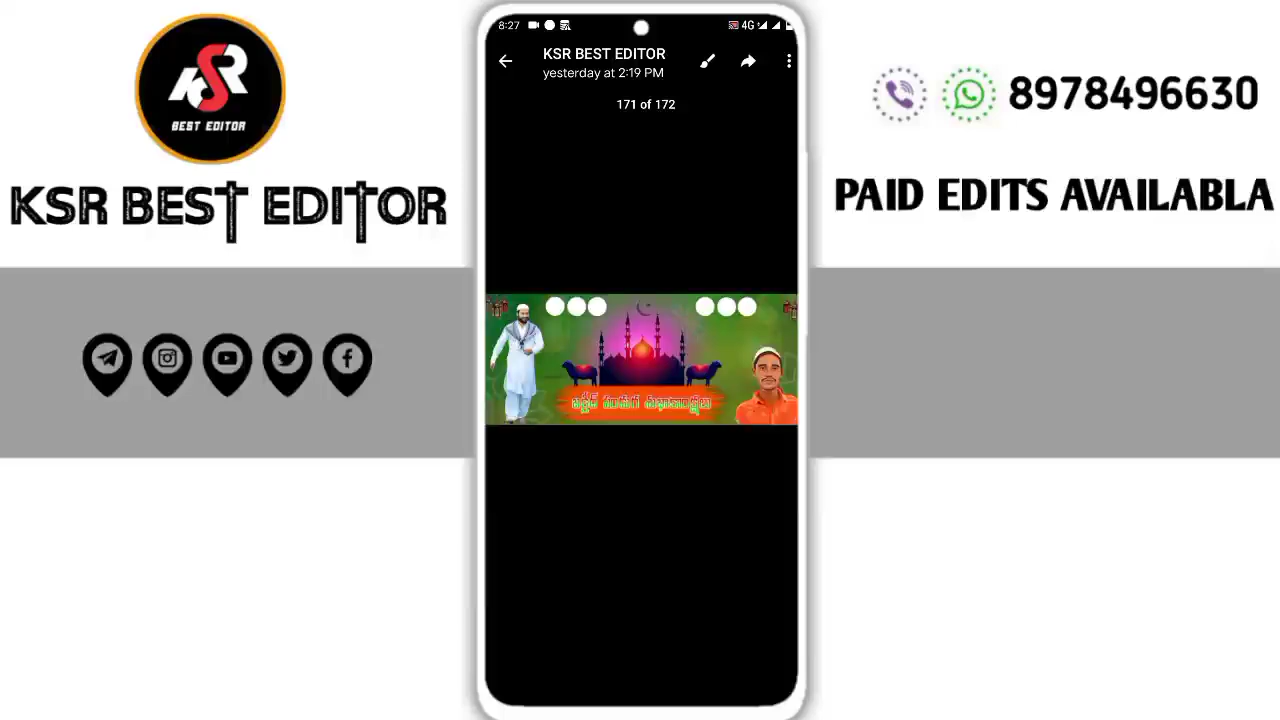 KSR
BEST EDITOR
KSR BEST EDITOR
8:27
4G
KSR BEST EDITOR
yesterday at 2:19 PM
171 of 172
శుభాకాంక్షలు
8978496630
PAID EDITS AVAILABLA